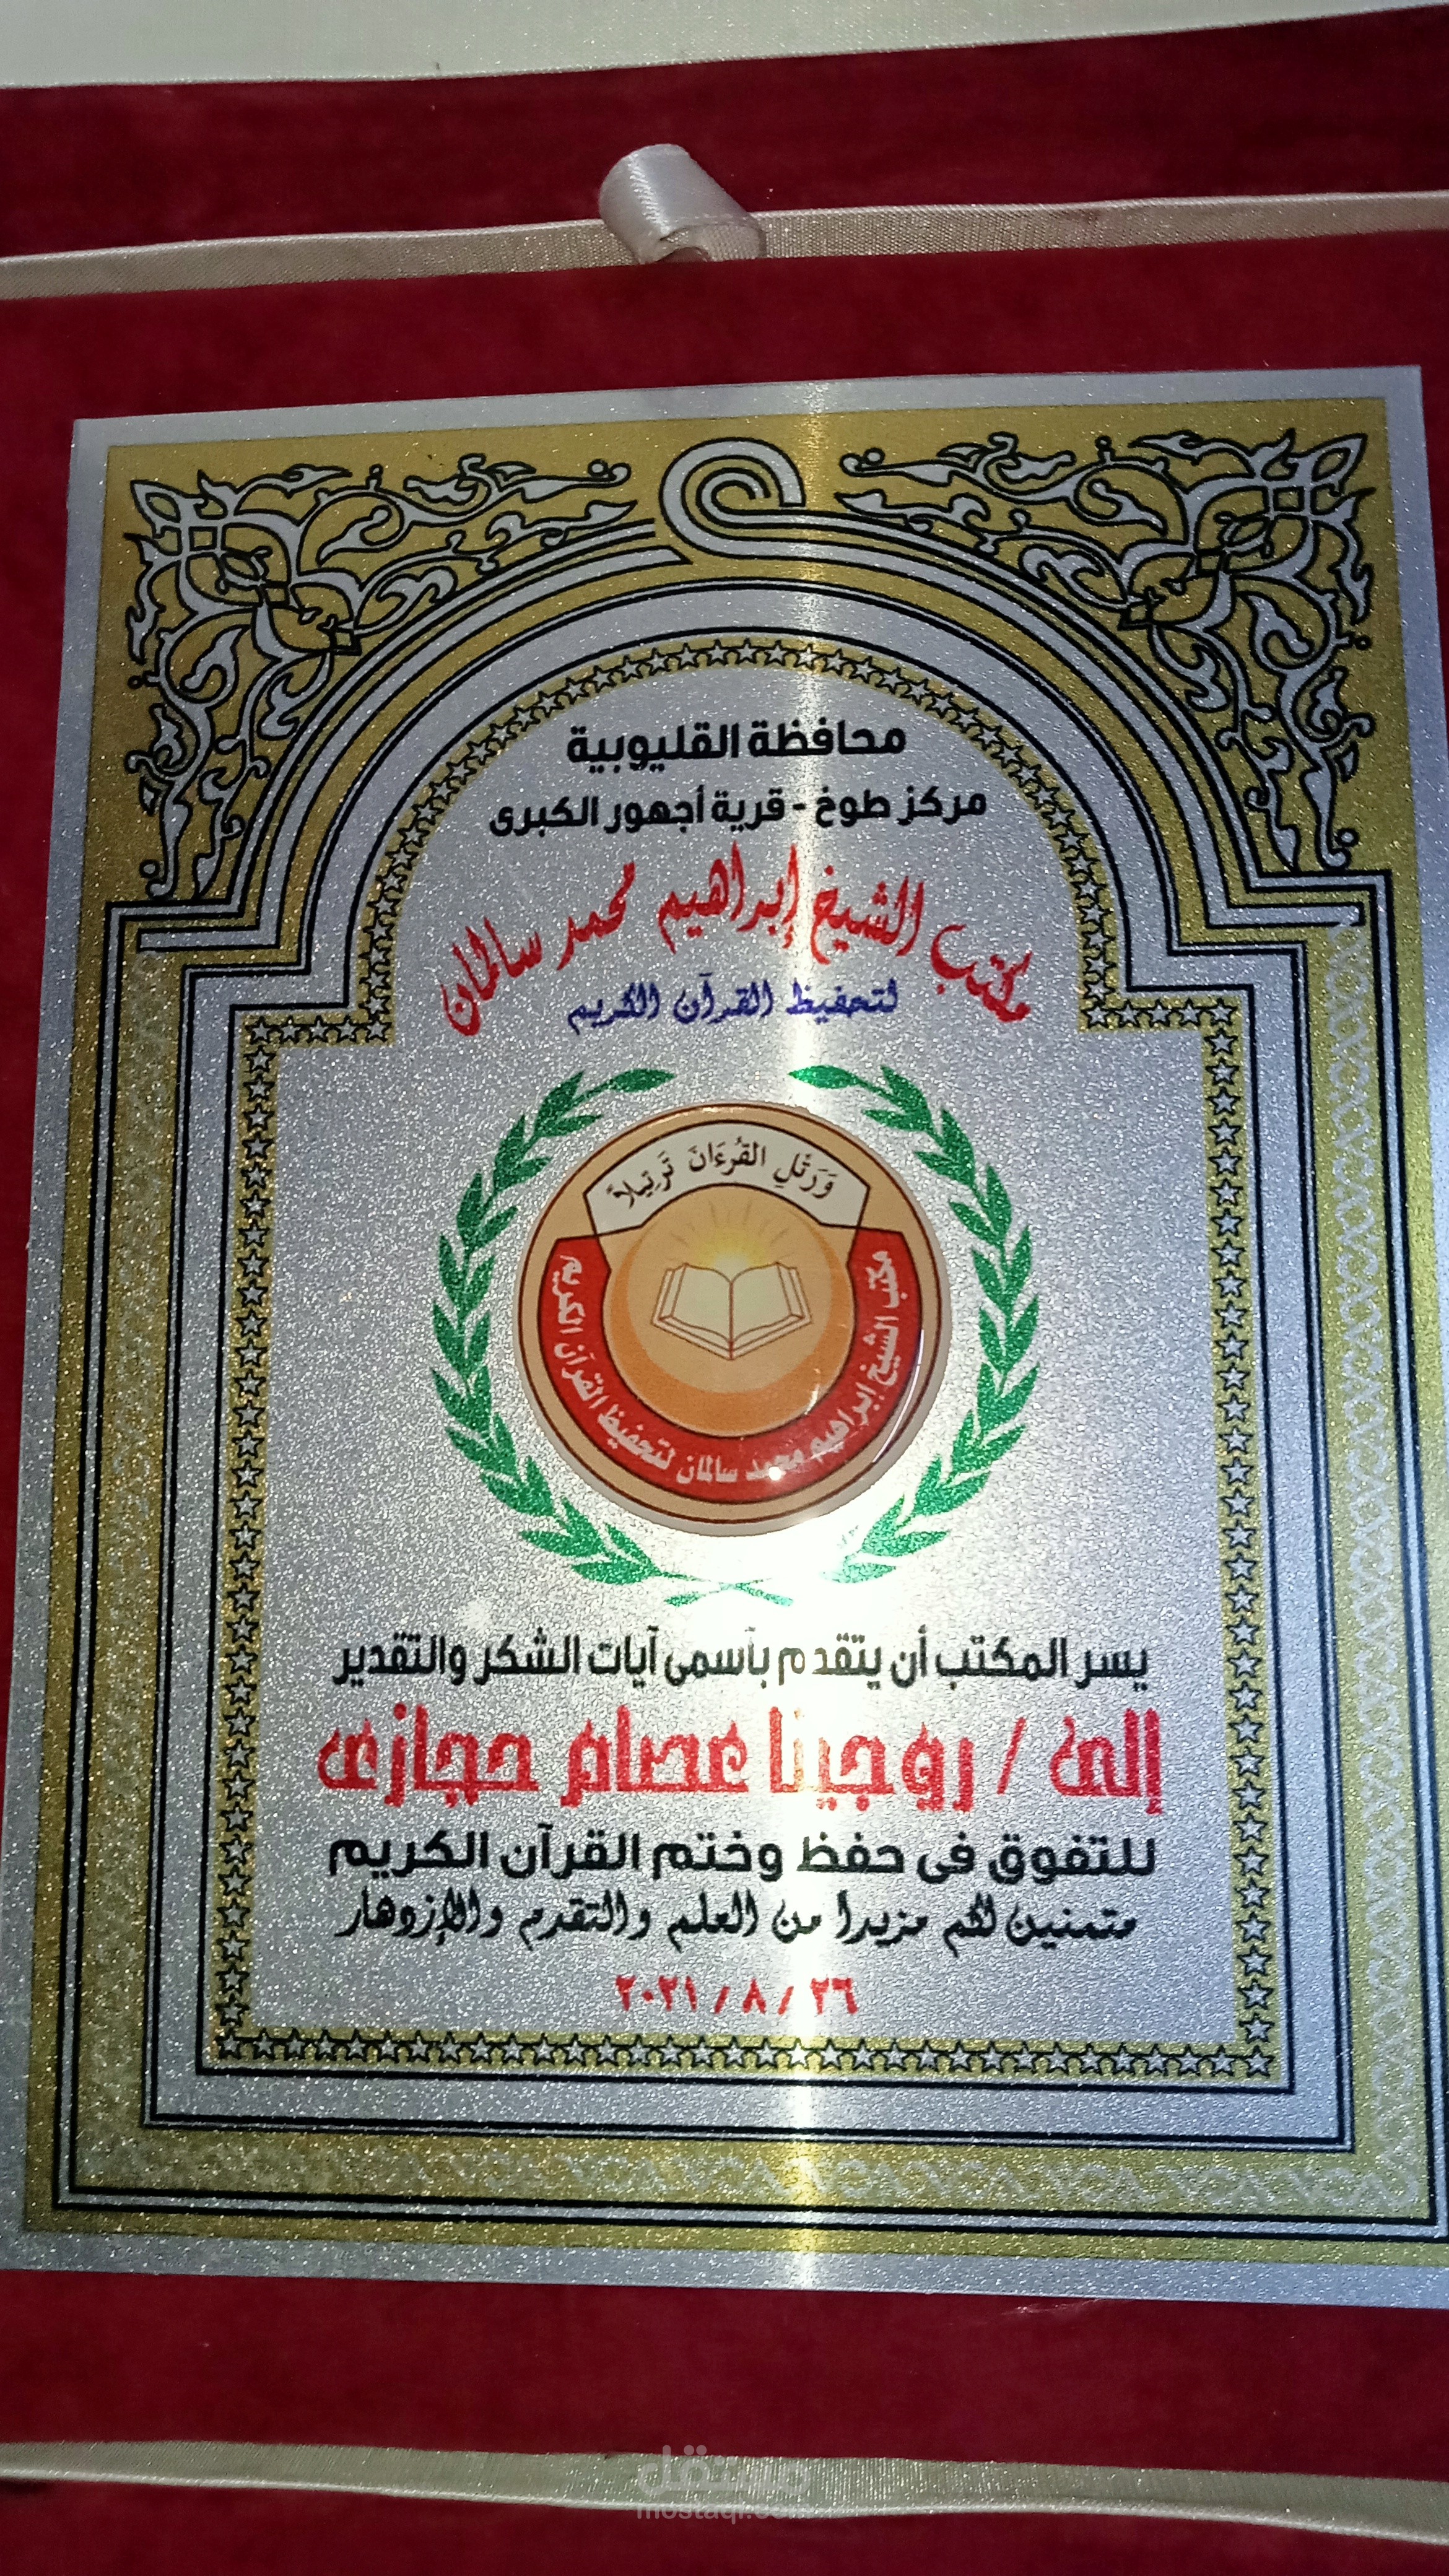 محافظة القليوبية
مركز طوخ - قرية أجهور الكبرى
مكتب الشيخ إبراهيم محمد سالمان
لتحفيظ القرآن الكريم
وَرَتِّلِ القُرْءَانَ تَرْتِيلاً
مكتب الشيخ إبراهيم محمد سالمان لتحفيظ القرآن الكريم
يسر المكتب أن يتقدم بأسمى آيات الشكر والتقدير
إلى / روجينا عصام حجازى
للتفوق فى حفظ وختم القرآن الكريم
متمنين لكم مزيدا من العلم والتقدم والإزدهار
٢٠٢١ / ٨ / ٢٦
مستقل
mostaql.com